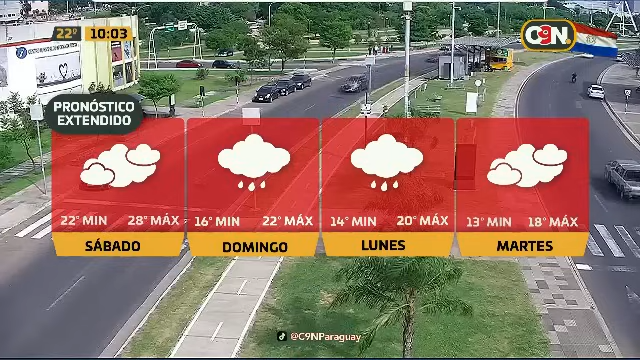 22° 10:03
C9N
PRONÓSTICO
EXTENDIDO
22° MIN 28° MÁX
SÁBADO
16° MIN 22° MÁX
DOMINGO
14° MIN 20° MÁX
LUNES
13° MIN 18° MÁX
MARTES
@C9NParaguay